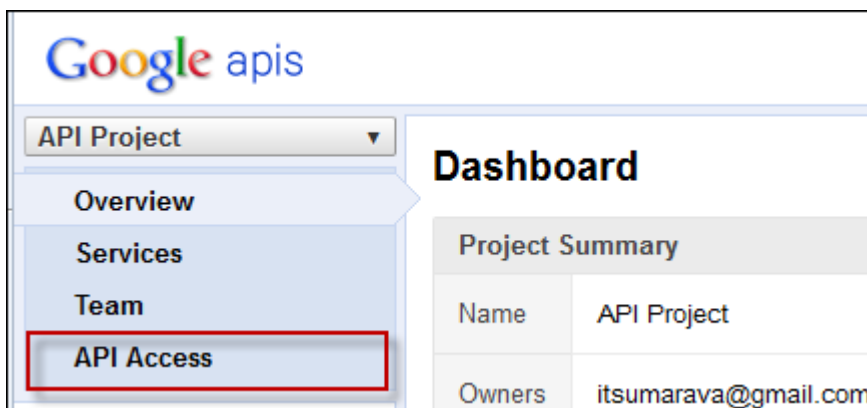 Google apis
API Project
Overview
Services
Team
API Access
Dashboard
Project Summary
Name API Project
Owners itsumarava@gmail.com